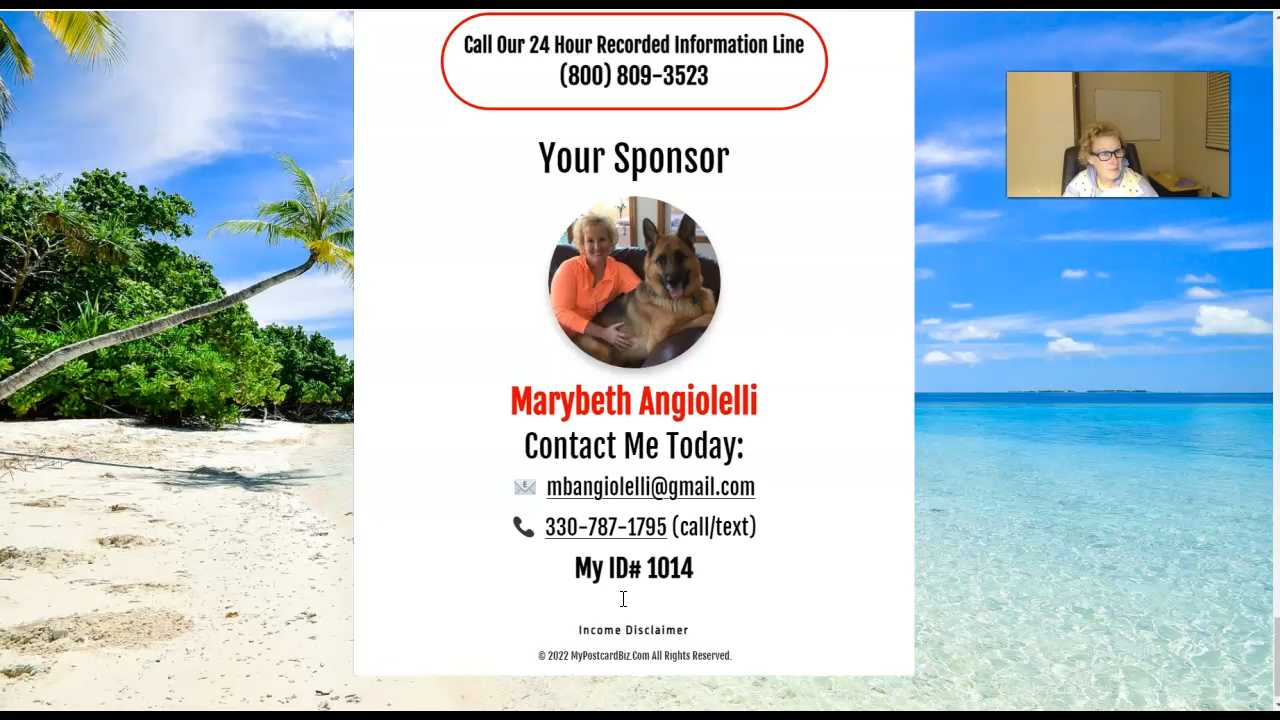 Call Our 24 Hour Recorded Information Line
(800) 809-3523
Your Sponsor
Marybeth Angiolelli
Contact Me Today:
mbangiolelli@gmail.com
330-787-1795 (call/text)
My ID# 1014
Income Disclaimer
© 2022 MyPostcardBiz.Com All Rights Reserved.